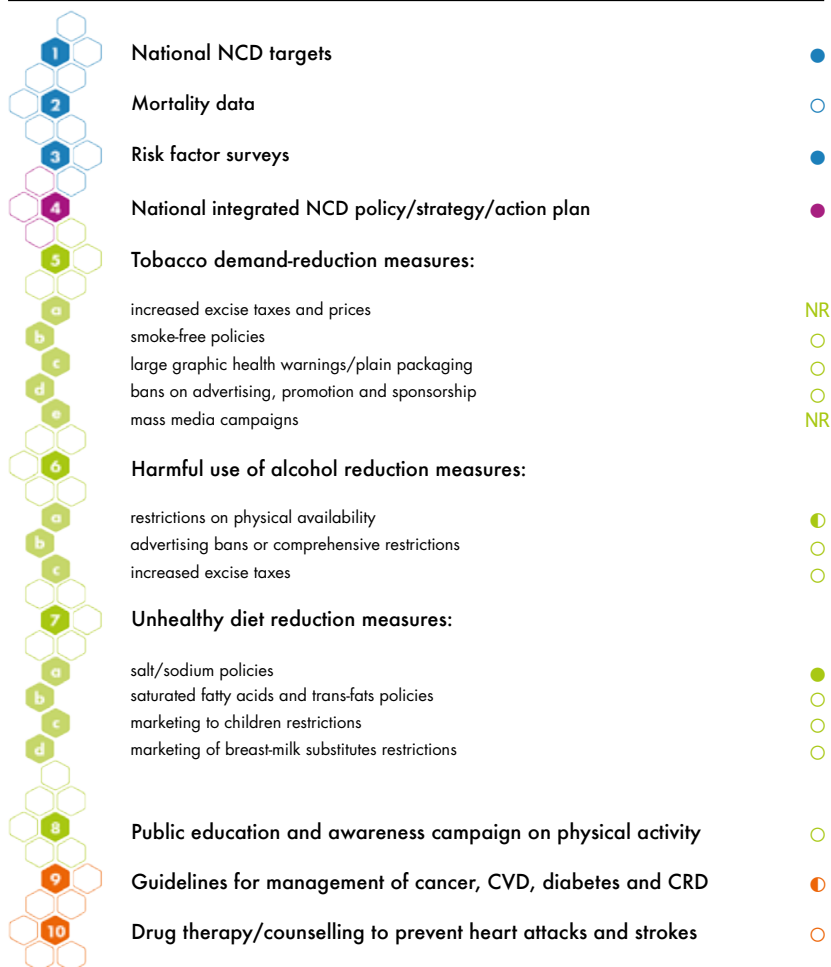 1 National NCD targets ●
2 Mortality data ○
3 Risk factor surveys ●
4 National integrated NCD policy/strategy/action plan ●
5 Tobacco demand-reduction measures:
a increased excise taxes and prices NR
b smoke-free policies ○
c large graphic health warnings/plain packaging ○
d bans on advertising, promotion and sponsorship ○
e mass media campaigns NR
6 Harmful use of alcohol reduction measures:
a restrictions on physical availability ◐
b advertising bans or comprehensive restrictions ○
c increased excise taxes ○
7 Unhealthy diet reduction measures:
a salt/sodium policies ●
b saturated fatty acids and trans-fats policies ○
c marketing to children restrictions ○
d marketing of breast-milk substitutes restrictions ○
8 Public education and awareness campaign on physical activity ○
9 Guidelines for management of cancer, CVD, diabetes and CRD ◐
10 Drug therapy/counselling to prevent heart attacks and strokes ○